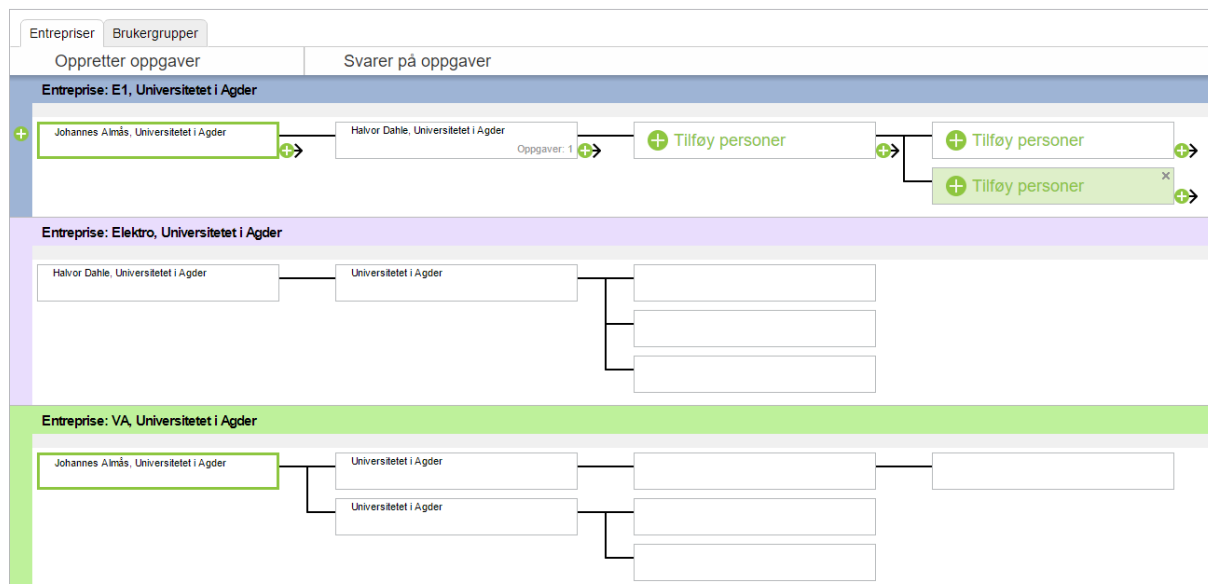 Entrepriser Brukergrupper
Oppretter oppgaver Svarer på oppgaver
Entreprise: E1, Universitetet i Agder
Johannes Almås, Universitetet i Agder
Halvor Dahle, Universitetet i Agder
Oppgaver: 1
Tilføy personer
Tilføy personer
Tilføy personer
Entreprise: Elektro, Universitetet i Agder
Halvor Dahle, Universitetet i Agder
Universitetet i Agder
Entreprise: VA, Universitetet i Agder
Johannes Almås, Universitetet i Agder
Universitetet i Agder
Universitetet i Agder